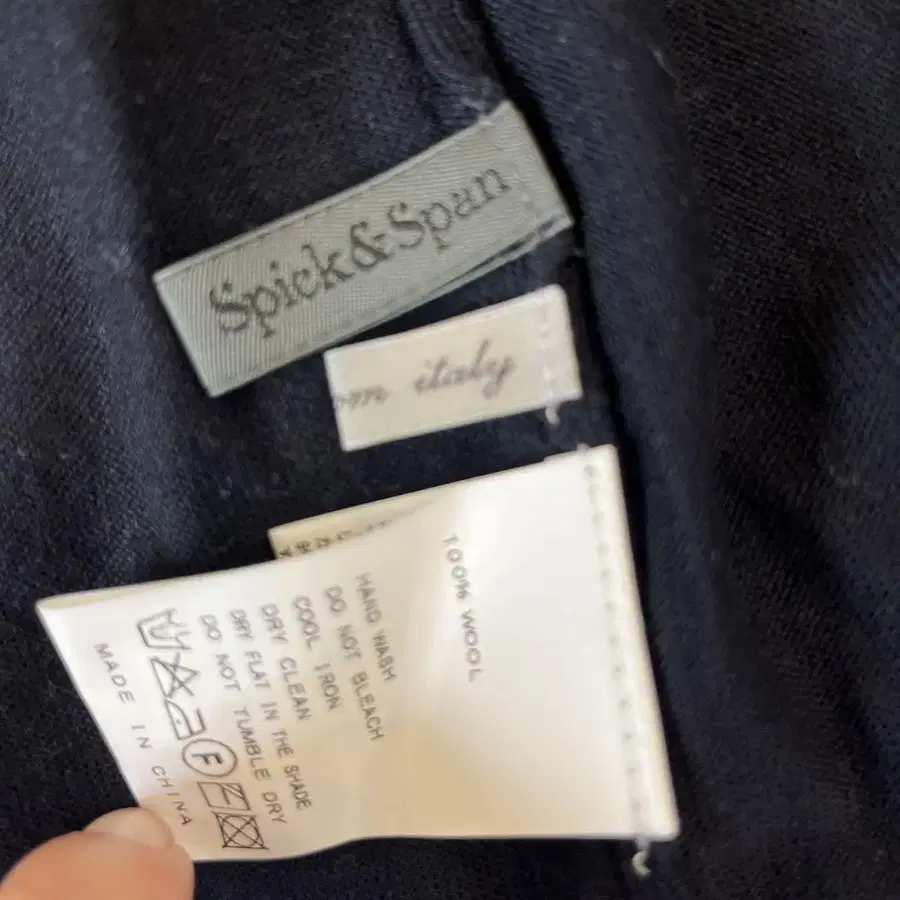 Spick&Span
om italy
100% WOOL
HAND WASH
DO NOT BLEACH
COOL IRON
DRY CLEAN
DRY FLAT IN THE SHADE
DO NOT TUMBLE DRY
F
MADE IN CHINA